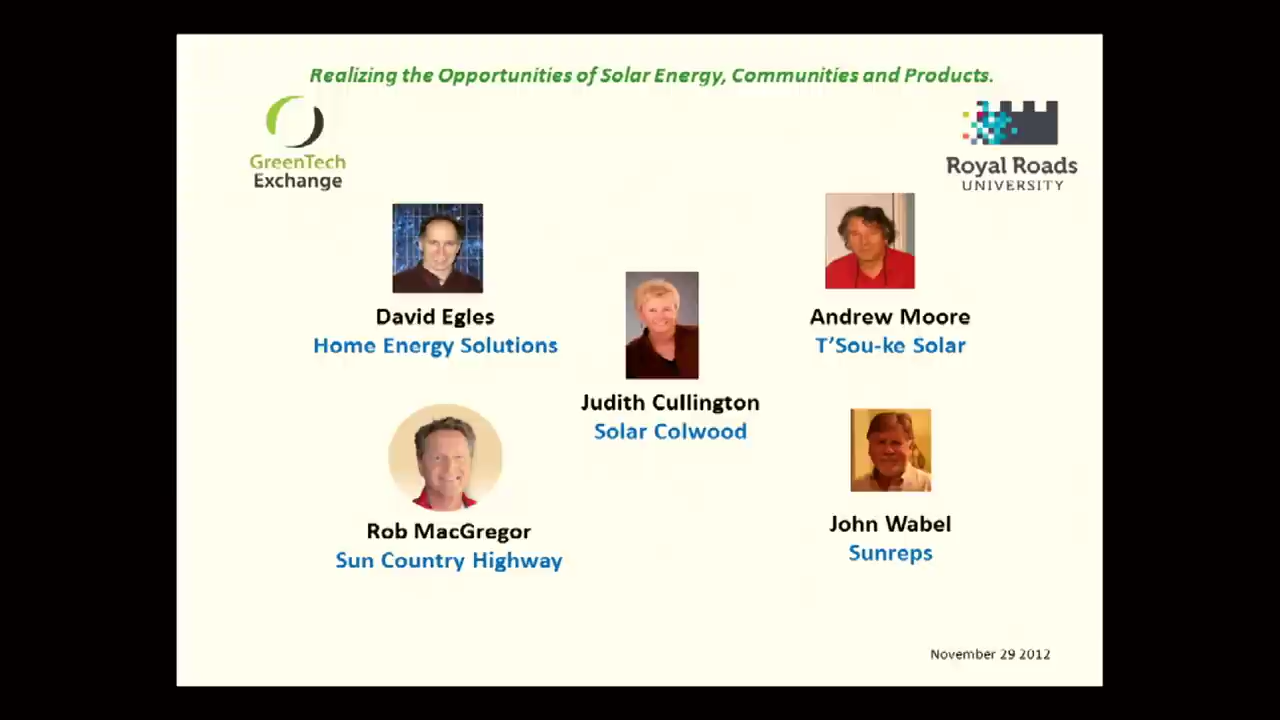 Realizing the Opportunities of Solar Energy, Communities and Products.
GreenTech
Exchange
Royal Roads
UNIVERSITY
David Egles
Home Energy Solutions
Andrew Moore
T'Sou-ke Solar
Judith Cullington
Solar Colwood
Rob MacGregor
Sun Country Highway
John Wabel
Sunreps
November 29 2012